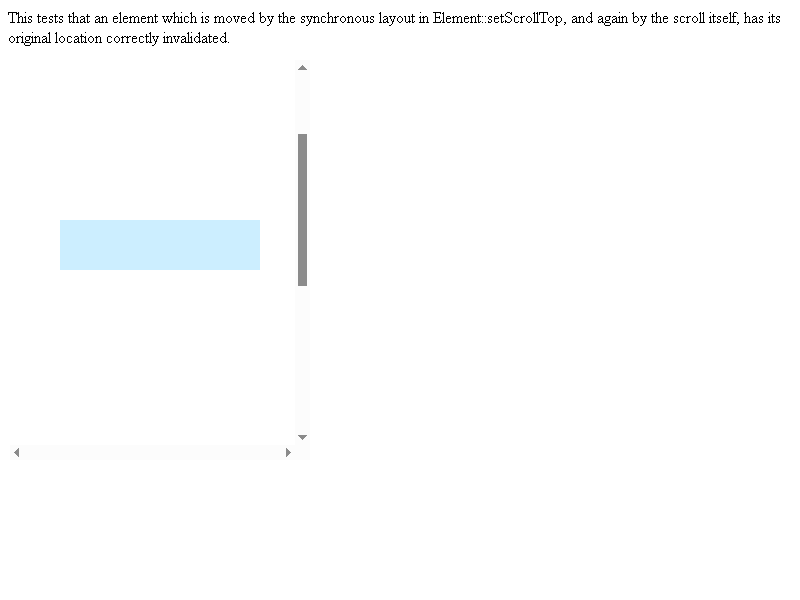 This tests that an element which is moved by the synchronous layout in Element::setScrollTop, and again by the scroll itself, has its
original location correctly invalidated.